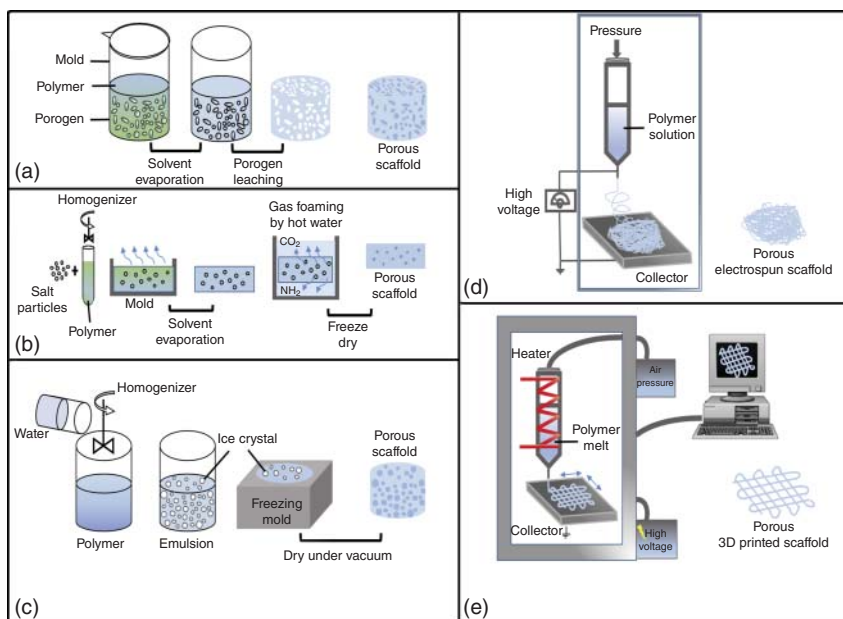 Mold
Polymer
Porogen
Solvent
evaporation
Porogen
leaching
Porous
scaffold
(a)
Homogenizer
Salt
particles
Polymer
Mold
Solvent
evaporation
Gas foaming
by hot water
CO₂
NH₂
Porous
scaffold
Freeze
dry
(b)
Water
Homogenizer
Ice crystal
Porous
scaffold
Freezing
mold
Polymer
Emulsion
Dry under vacuum
(c)
Pressure
Polymer
solution
High
voltage
Collector
Porous
electrospun scaffold
(d)
Heater
Air
pressure
Polymer
melt
Collector
High
voltage
Porous
3D printed scaffold
(e)